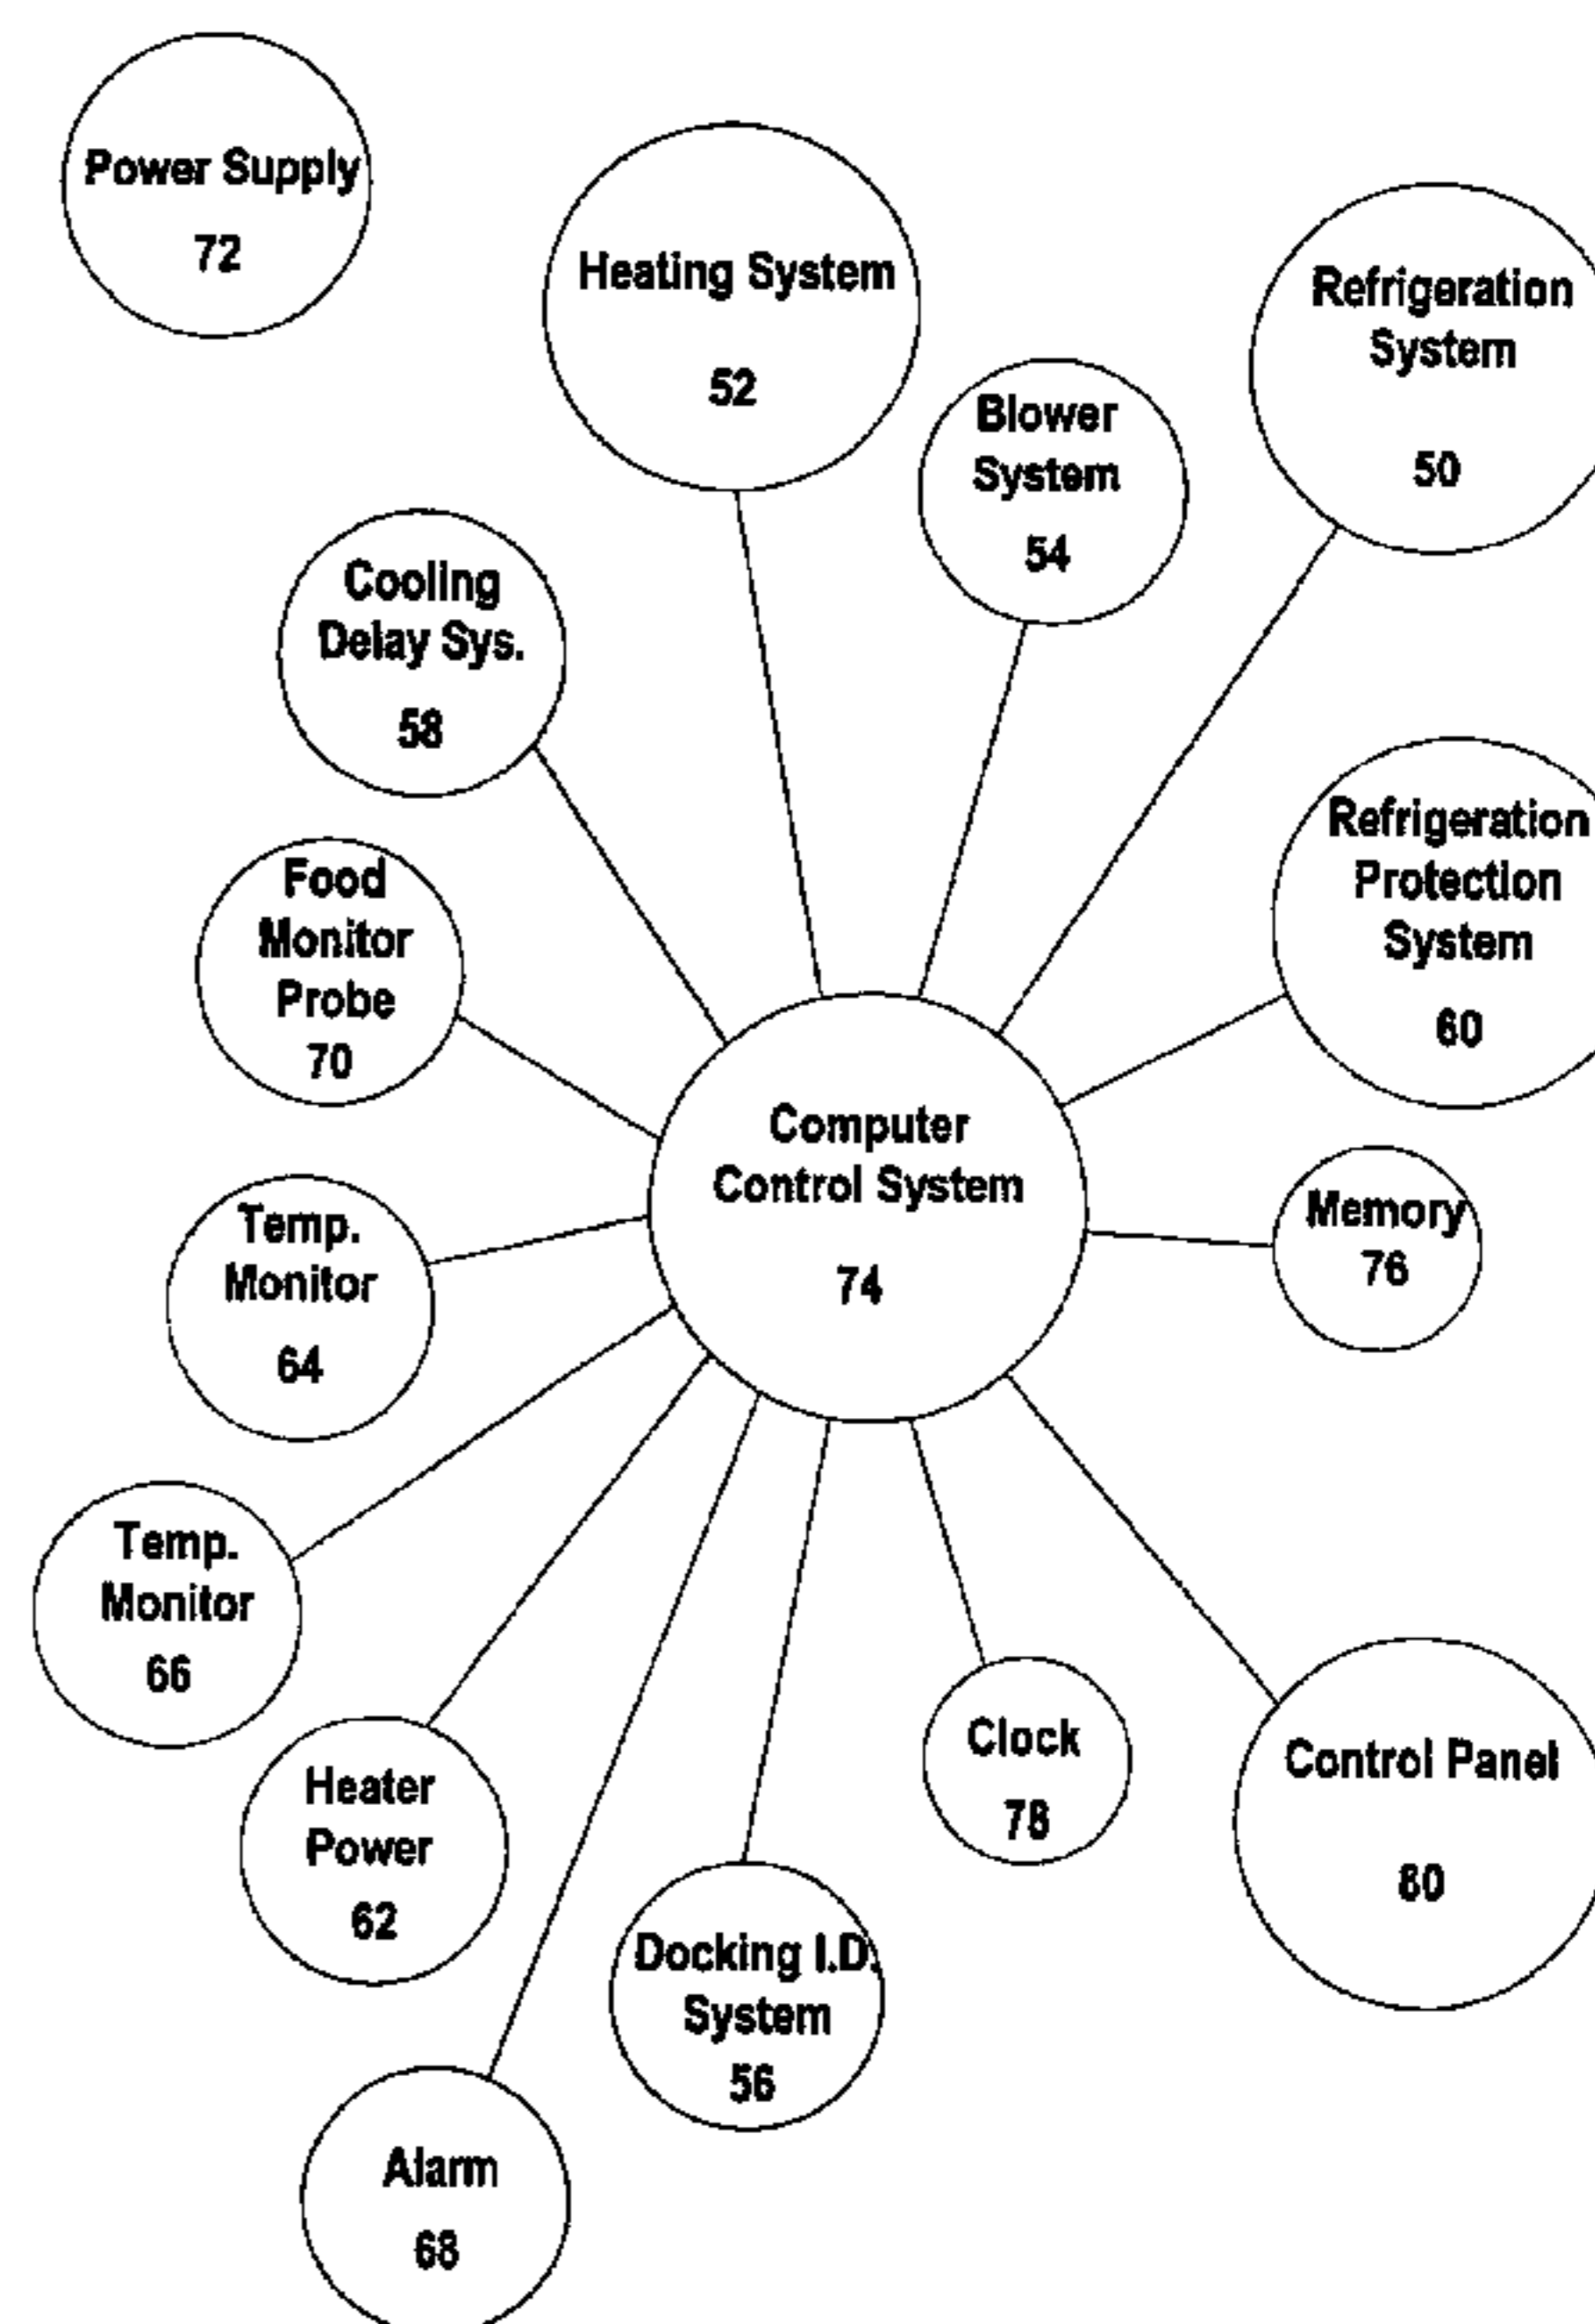 Power Supply
72
Heating System
52
Refrigeration
System
50
Blower
System
54
Cooling
Delay Sys.
58
Refrigeration
Protection
System
60
Food
Monitor
Probe
70
Computer
Control System
74
Memory
76
Temp.
Monitor
64
Temp.
Monitor
66
Heater
Power
62
Clock
78
Control Panel
80
Docking I.D.
System
56
Alarm
68